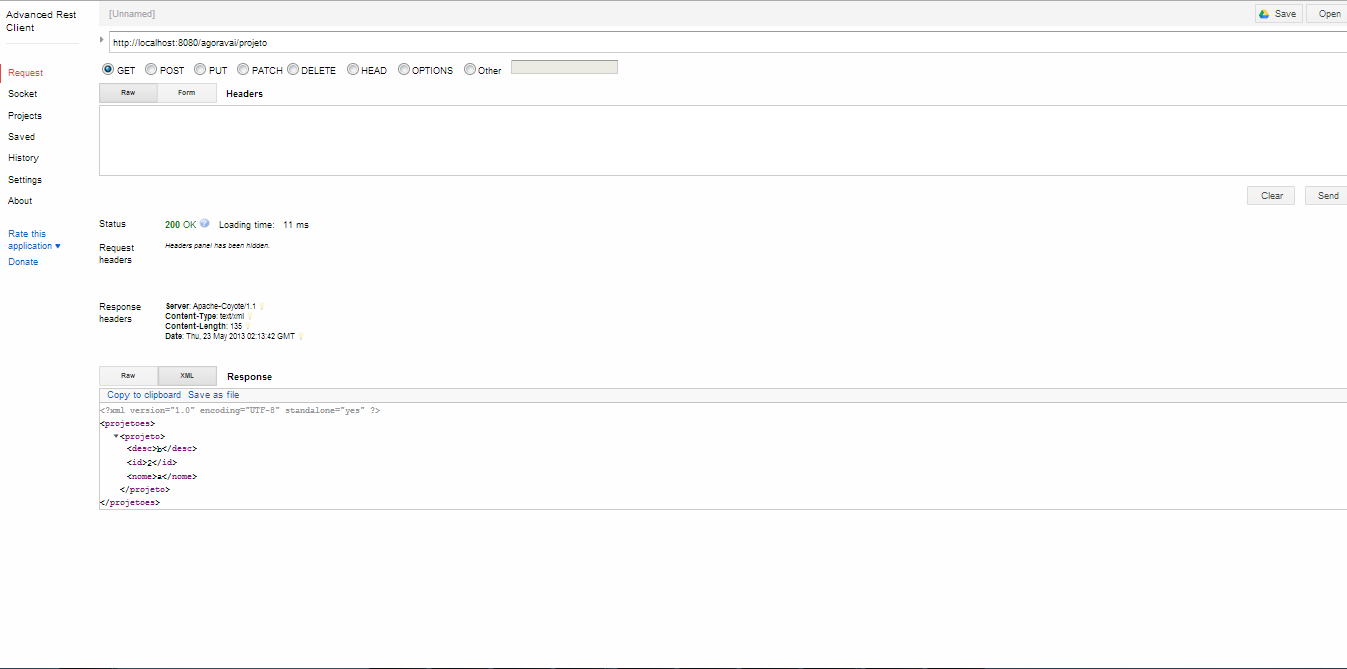 Advanced Rest
Client
[Unnamed]
Save
Open
http://localhost:8080/agoravai/projeto
GET POST PUT PATCH DELETE HEAD OPTIONS Other
Raw Form Headers
Request
Socket
Projects
Saved
History
Settings
About
Rate this
application ▾
Donate
Clear Send
Status 200 OK Loading time: 11 ms
Request
headers
Headers panel has been hidden.
Response
headers
Server: Apache-Coyote/1.1
Content-Type: text/xml
Content-Length: 135
Date: Thu, 23 May 2013 02:13:42 GMT
Raw XML Response
Copy to clipboard Save as file
<?xml version="1.0" encoding="UTF-8" standalone="yes" ?>
<projetoes>
▾<projeto>
<desc>b</desc>
<id>2</id>
<nome>a</nome>
</projeto>
</projetoes>